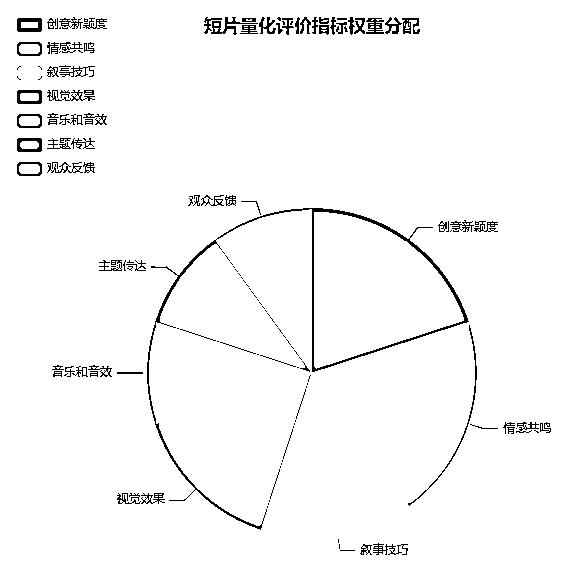 短片量化评价指标权重分配
创意新颖度
情感共鸣
叙事技巧
视觉效果
音乐和音效
主题传达
观众反馈
观众反馈
创意新颖度
主题传达
音乐和音效
情感共鸣
视觉效果
叙事技巧